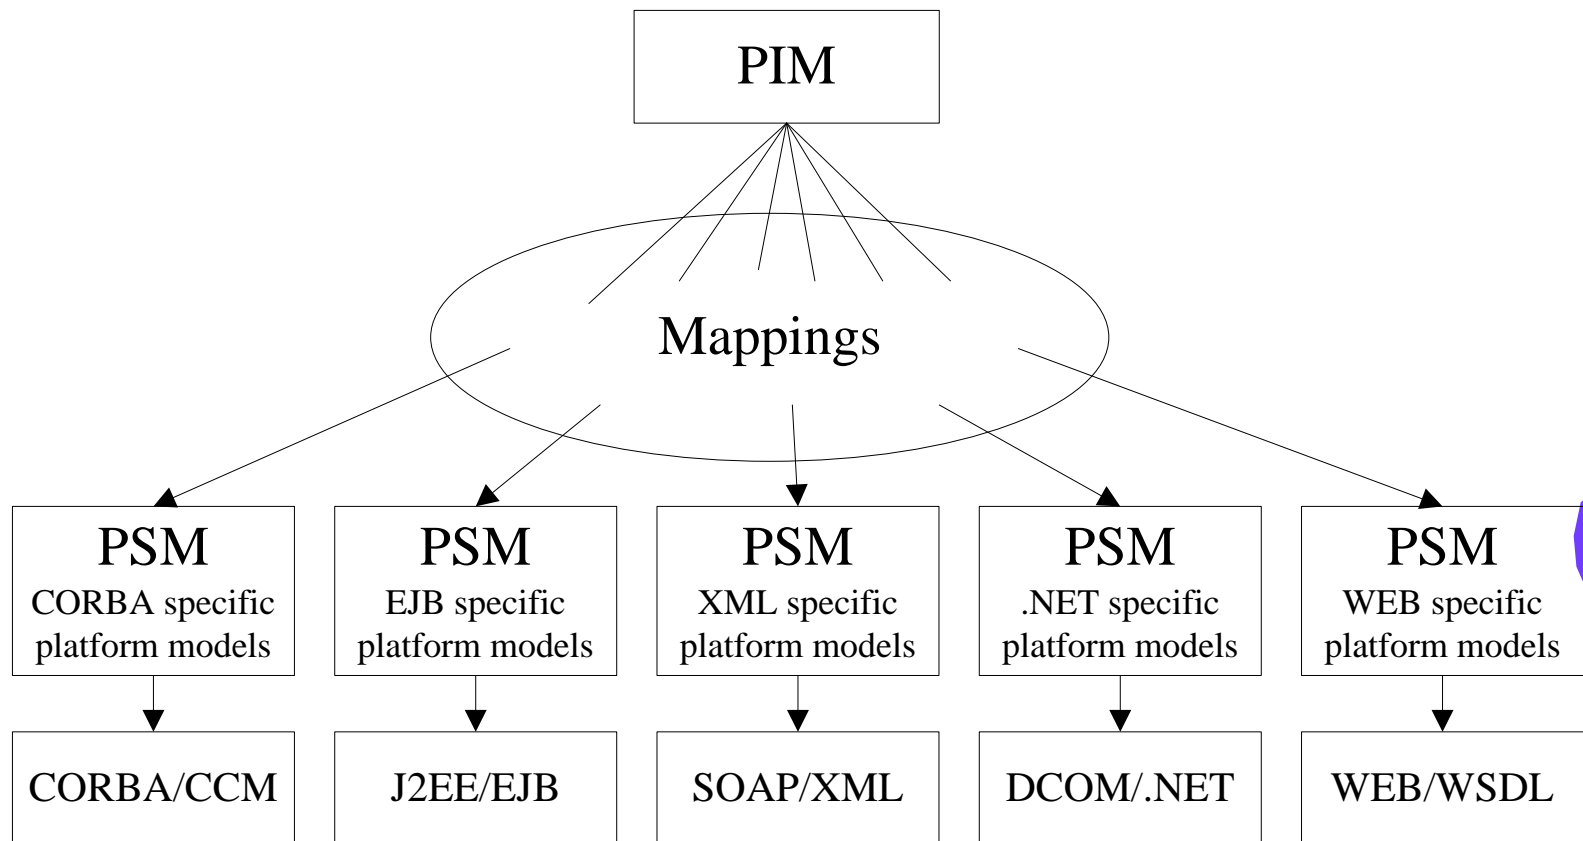 PIM
Mappings
PSM
CORBA specific
platform models
PSM
EJB specific
platform models
PSM
XML specific
platform models
PSM
.NET specific
platform models
PSM
WEB specific
platform models
CORBA/CCM
J2EE/EJB
SOAP/XML
DCOM/.NET
WEB/WSDL